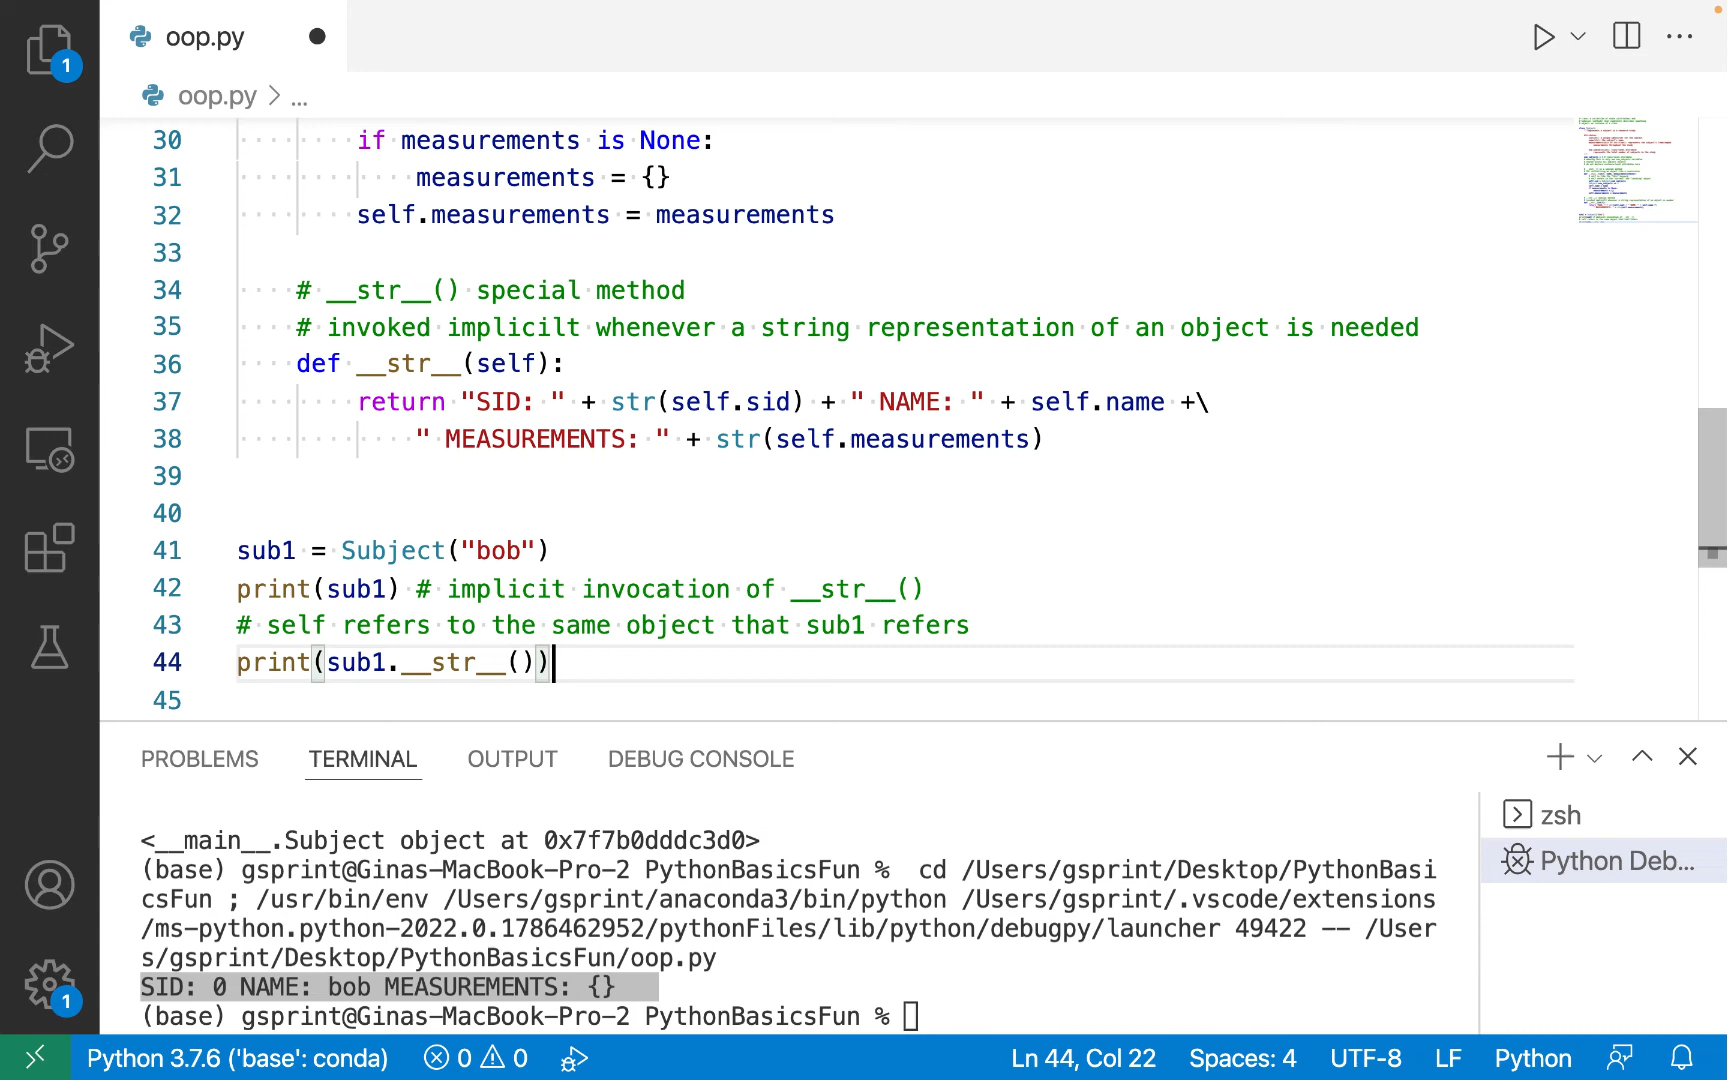 oop.py
oop.py > ...
30 if measurements is None:
31 measurements = {}
32 self.measurements = measurements
33
34 # __str__() special method
35 # invoked implicilt whenever a string representation of an object is needed
36 def __str__(self):
37 return "SID: " + str(self.sid) + " NAME: " + self.name +\
38 " MEASUREMENTS: " + str(self.measurements)
39
40
41 sub1 = Subject("bob")
42 print(sub1) # implicit invocation of __str__()
43 # self refers to the same object that sub1 refers
44 print(sub1.__str__())
45
PROBLEMS TERMINAL OUTPUT DEBUG CONSOLE
<__main__.Subject object at 0x7f7b0dddc3d0>
(base) gsprint@Ginas-MacBook-Pro-2 PythonBasicsFun %  cd /Users/gsprint/Desktop/PythonBasi
csFun ; /usr/bin/env /Users/gsprint/anaconda3/bin/python /Users/gsprint/.vscode/extensions
/ms-python.python-2022.0.1786462952/pythonFiles/lib/python/debugpy/launcher 49422 -- /User
s/gsprint/Desktop/PythonBasicsFun/oop.py
SID: 0 NAME: bob MEASUREMENTS: {}
(base) gsprint@Ginas-MacBook-Pro-2 PythonBasicsFun %
zsh
Python Deb...
1
1
Python 3.7.6 ('base': conda) 0 0 Ln 44, Col 22 Spaces: 4 UTF-8 LF Python